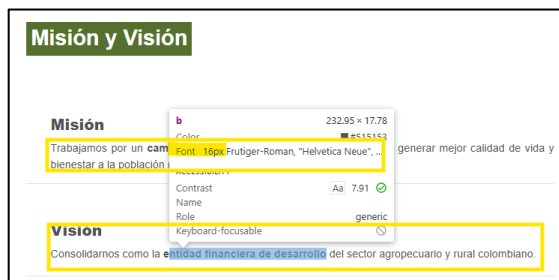 Misión y Visión
Misión
Trabajamos por un cam
generar mejor calidad de vida y
bienestar a la población
b 232.95 × 17.78
Color #515153
Font 16px Frutiger-Roman, "Helvetica Neue", ...
ACCESSIBILITY
Contrast Aa 7.91
Name
Role generic
Keyboard-focusable
Visión
Consolidarnos como la entidad financiera de desarrollo del sector agropecuario y rural colombiano.